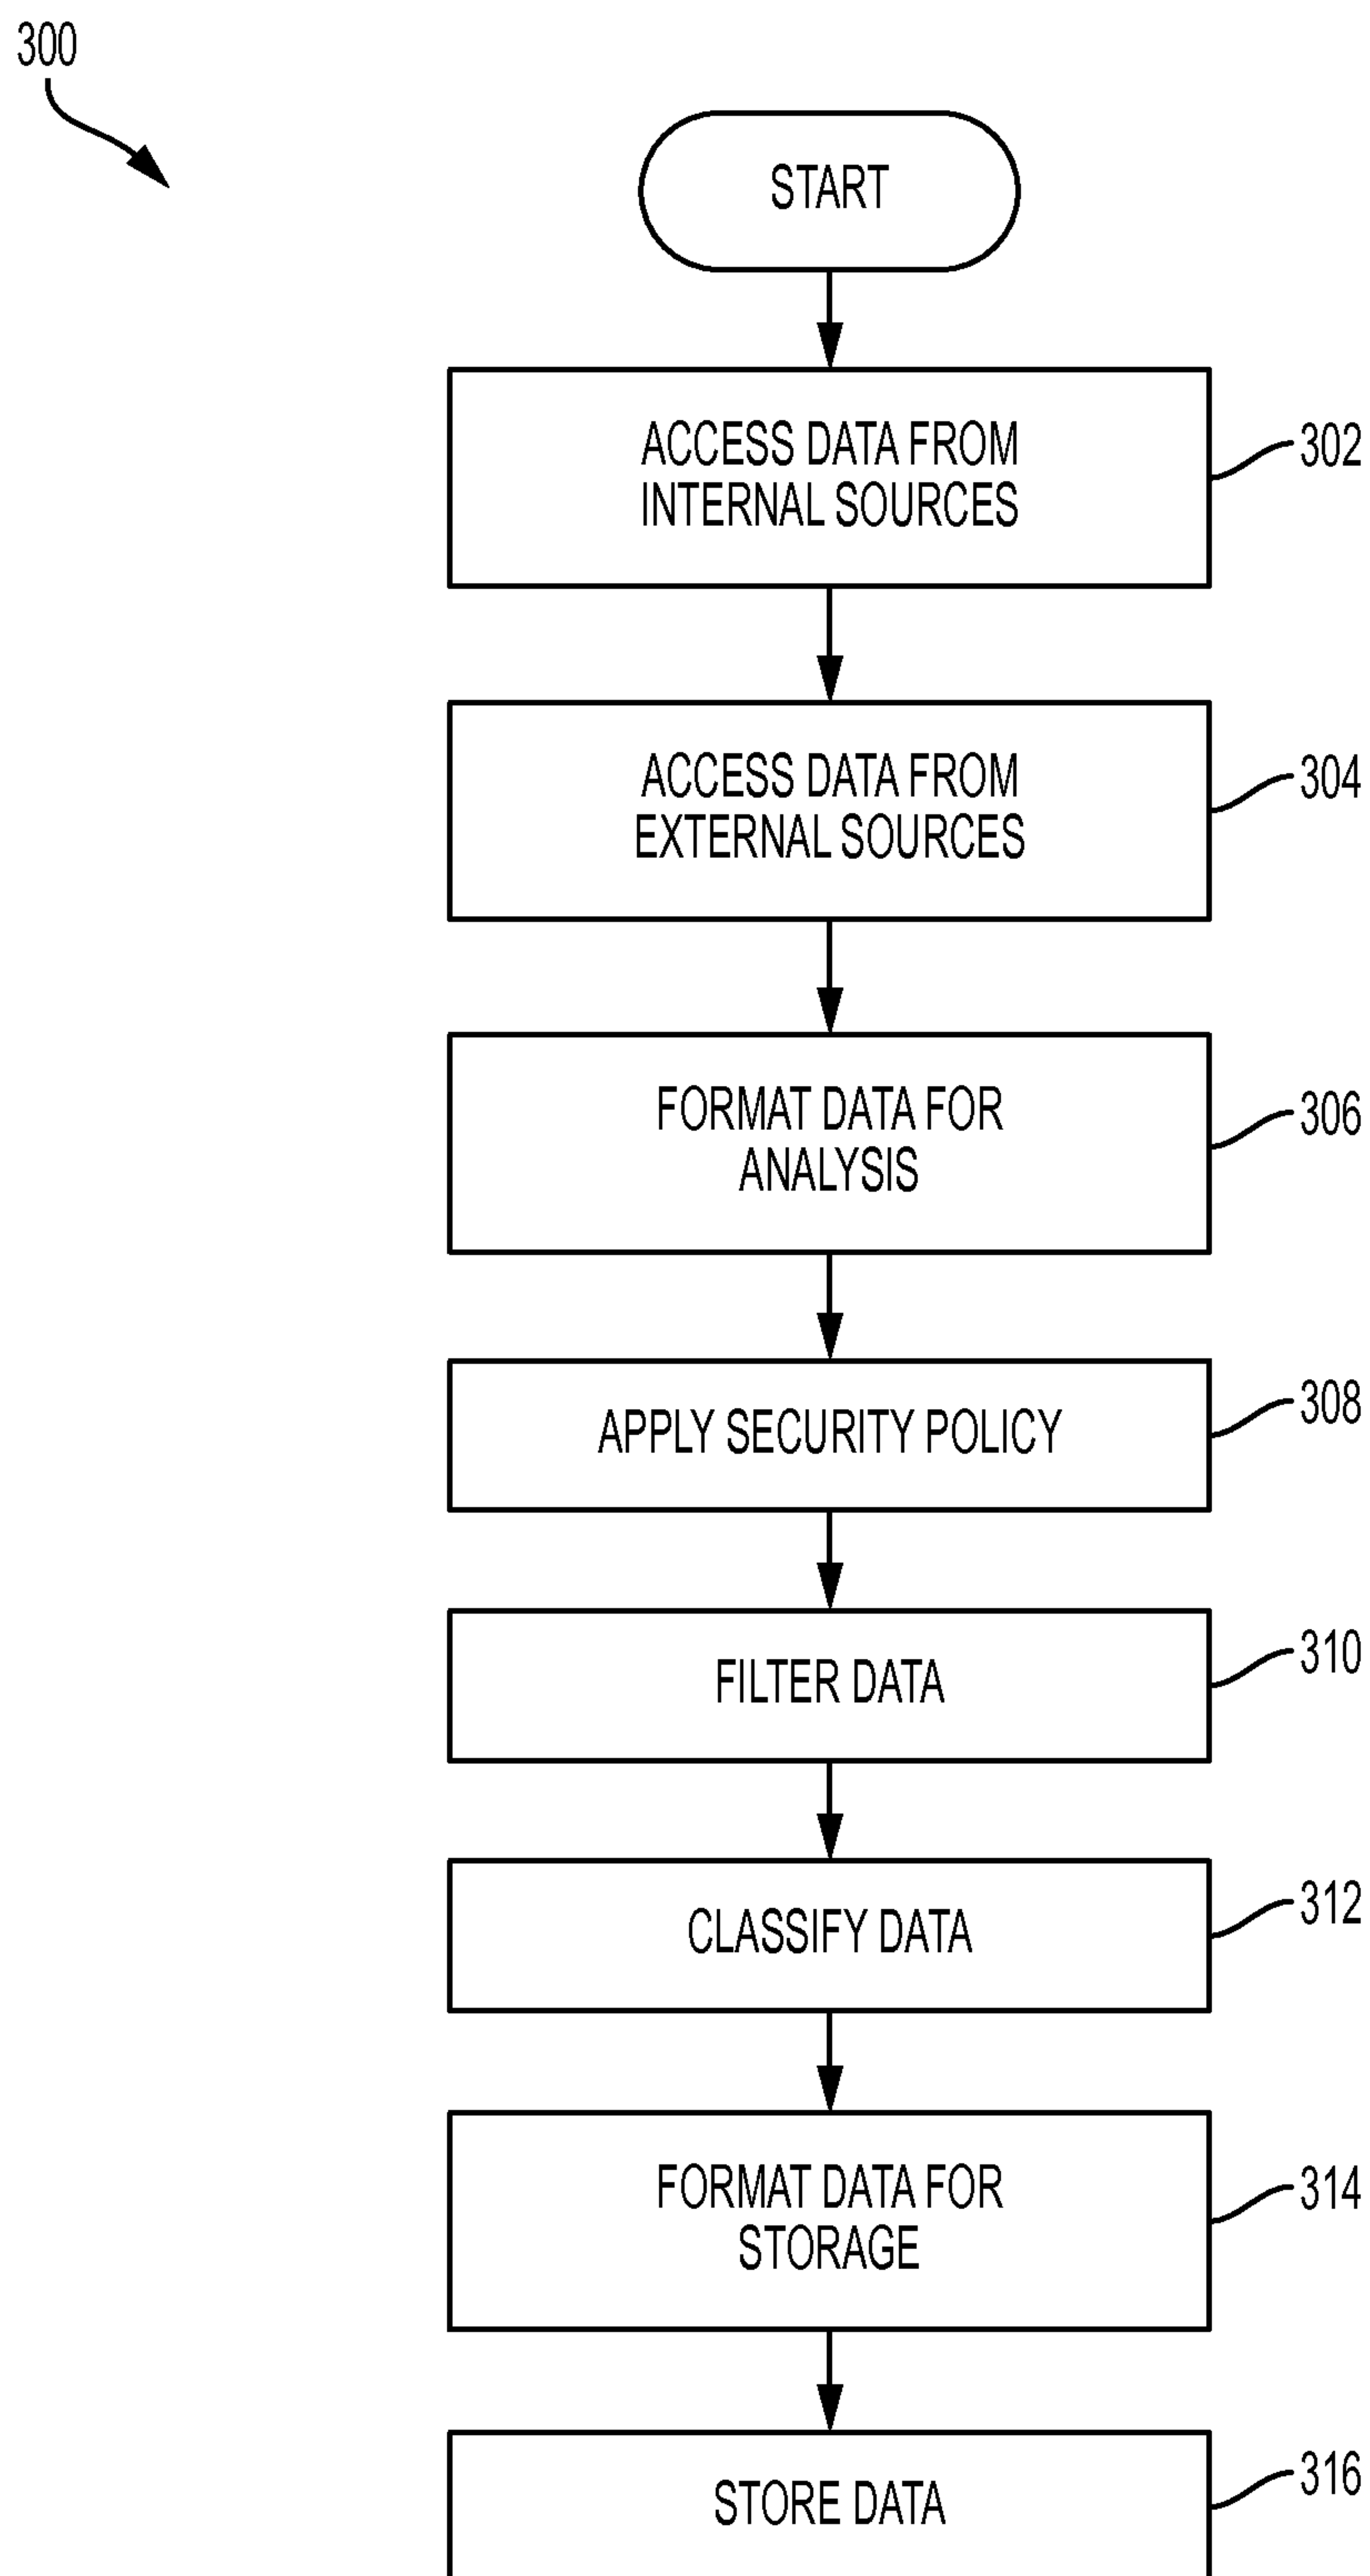 300
START
ACCESS DATA FROM
INTERNAL SOURCES
302
ACCESS DATA FROM
EXTERNAL SOURCES
304
FORMAT DATA FOR
ANALYSIS
306
APPLY SECURITY POLICY
308
FILTER DATA
310
CLASSIFY DATA
312
FORMAT DATA FOR
STORAGE
314
STORE DATA
316